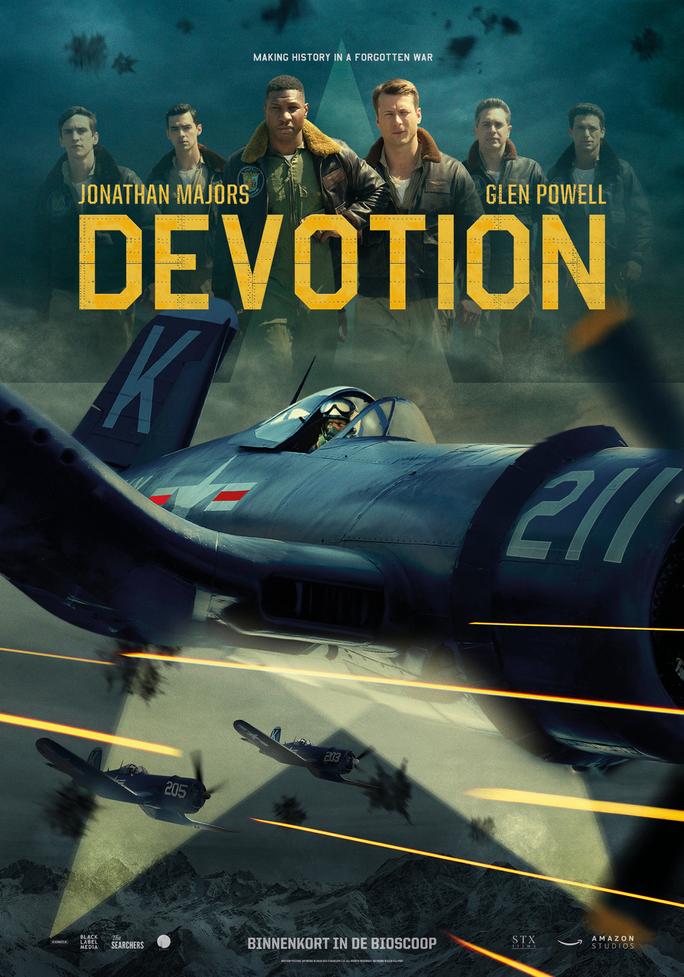 MAKING HISTORY IN A FORGOTTEN WAR
JONATHAN MAJORS
GLEN POWELL
DEVOTION
K
211
205
203
BLACK
LABEL
MEDIA
The
SEARCHERS
BINNENKORT IN DE BIOSCOOP
STX
FILMS
AMAZON
STUDIOS